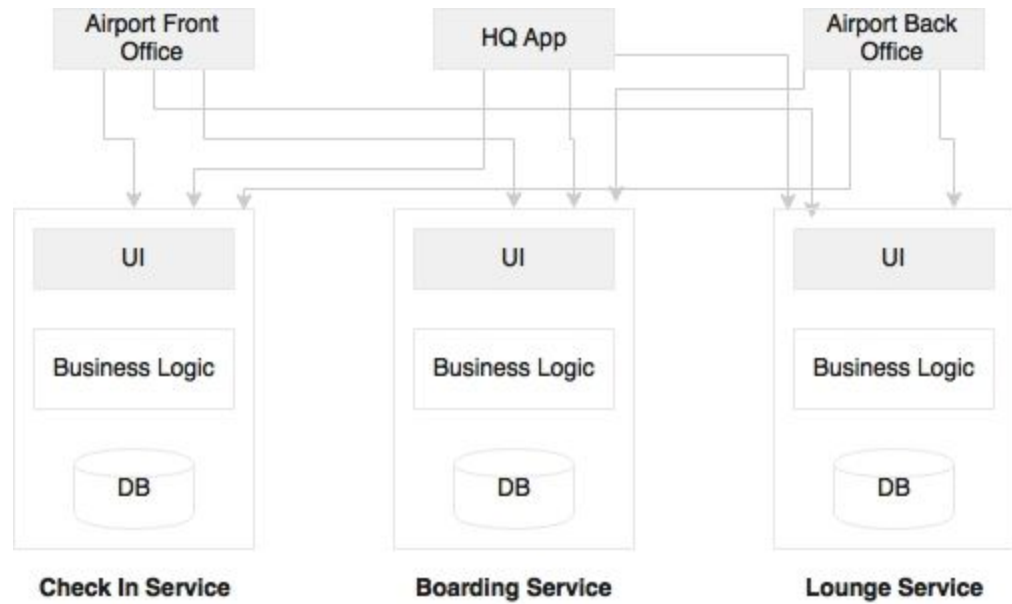 Airport Front
Office
HQ App
Airport Back
Office
UI
UI
UI
Business Logic
Business Logic
Business Logic
DB
DB
DB
Check In Service
Boarding Service
Lounge Service